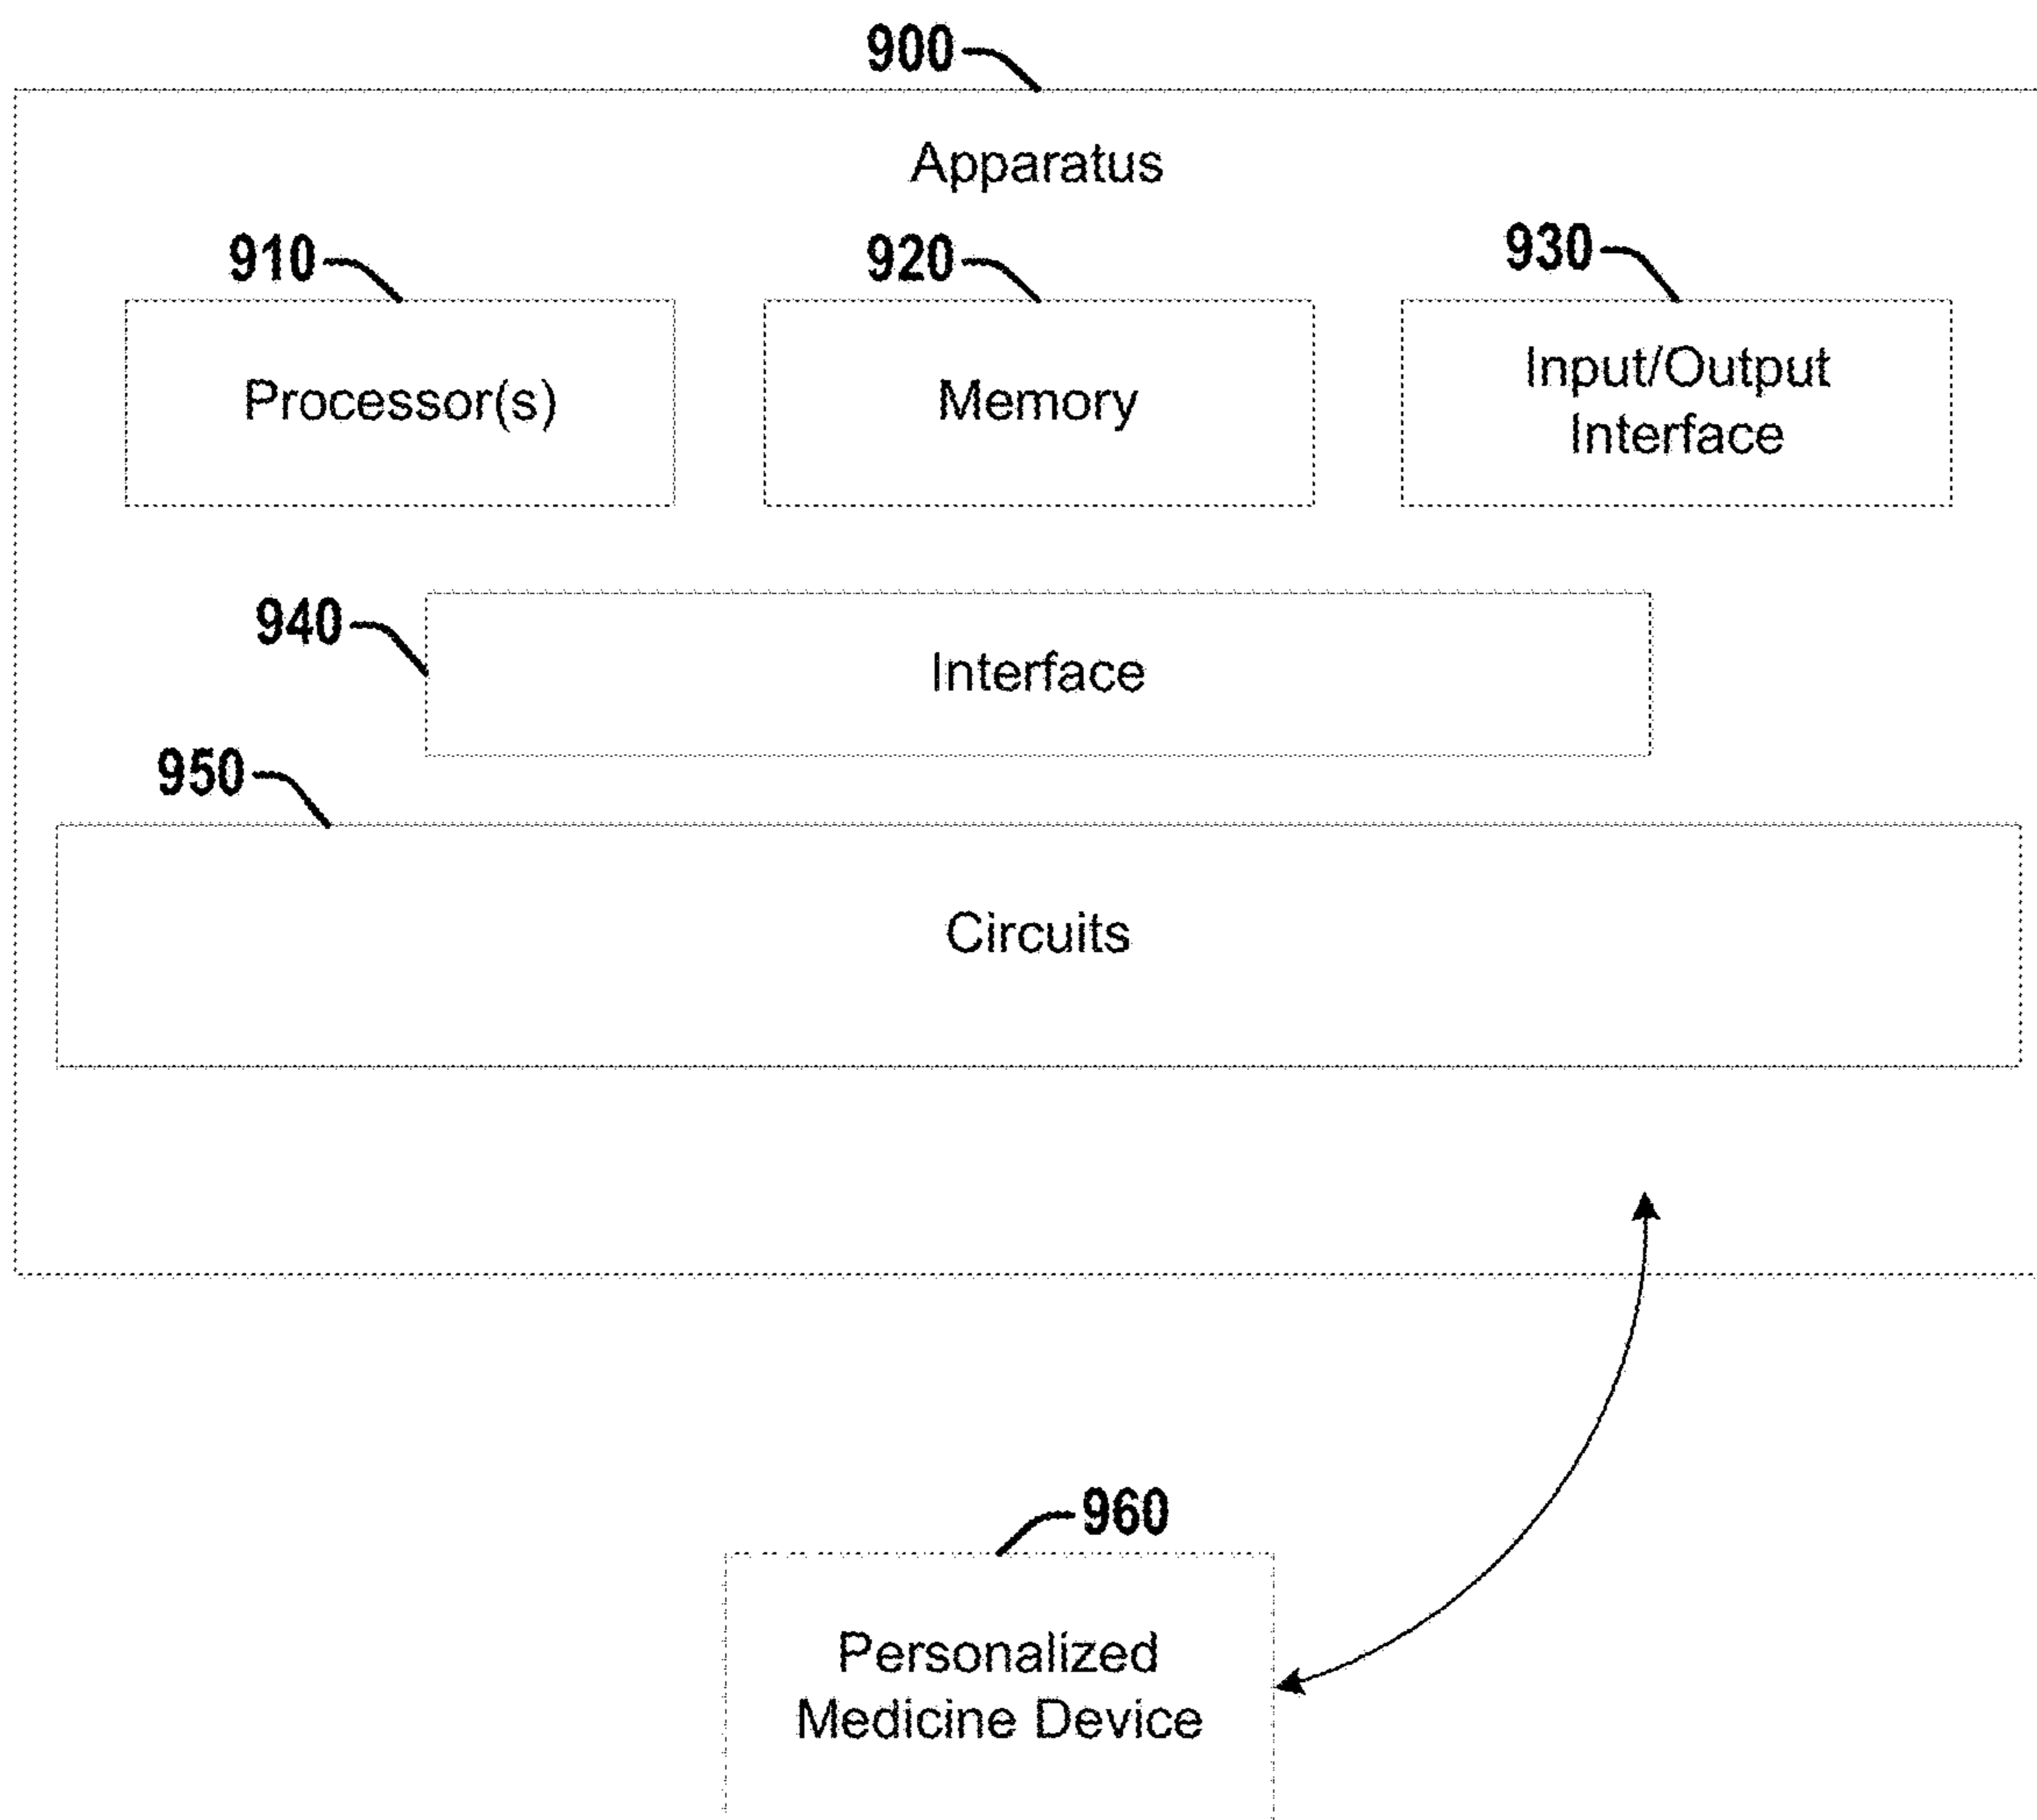 900
Apparatus
910
920
930
Processor(s)
Memory
Input/Output
Interface
940
Interface
950
Circuits
960
Personalized
Medicine Device